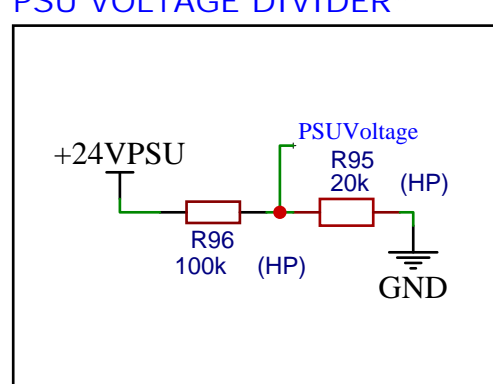 PSU VOLTAGE DIVIDER
PSUVoltage
+24VPSU
R95
20k (HP)
R96
100k (HP)
GND